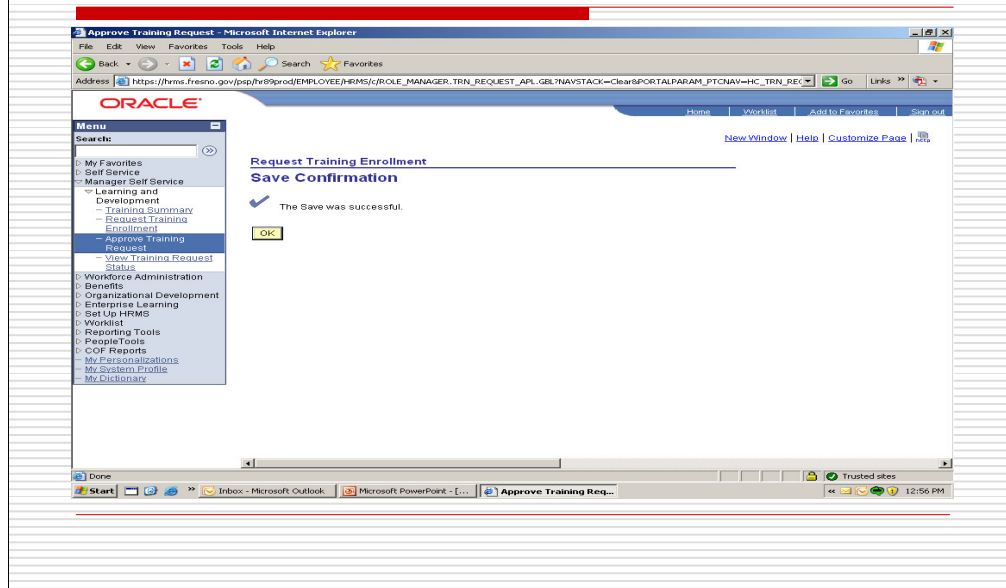 Approve Training Request - Microsoft Internet Explorer
File Edit View Favorites Tools Help
Back Search Favorites
Address https://hrms.fresno.gov/psp/hr89prod/EMPLOYEE/HRMS/c/ROLE_MANAGER.TRN_REQUEST_APL.GBL?NAVSTACK=Clear&PORTALPARAM_PTCNAV=HC_TRN_REC Go Links »
ORACLE
Home | Worklist | Add to Favorites | Sign out
Menu
Search:
New Window | Help | Customize Page | http
My Favorites
Self Service
Manager Self Service
Learning and
Development
– Training Summary
– Request Training
Enrollment
– Approve Training
Request
– View Training Request
Status
Workforce Administration
Benefits
Organizational Development
Enterprise Learning
Set Up HRMS
Worklist
Reporting Tools
PeopleTools
COF Reports
– My Personalizations
– My System Profile
– My Dictionary
Request Training Enrollment
Save Confirmation
The Save was successful.
OK
Done Trusted sites
Start » Inbox - Microsoft Outlook Microsoft PowerPoint - [... Approve Training Req... « 12:56 PM